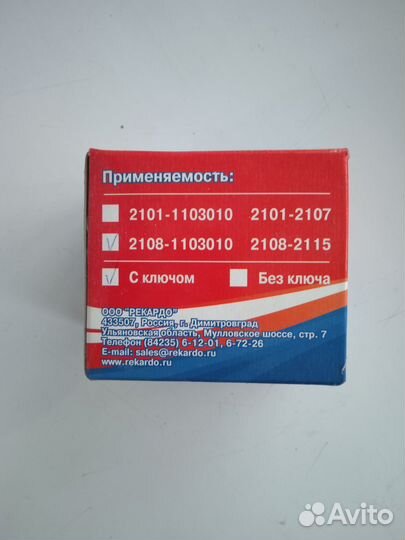 Применяемость:
2101-1103010 2101-2107
2108-1103010 2108-2115
С ключом Без ключа
ООО "РЕКАРДО"
433507, Россия, г. Димитровград
Ульяновская область, Мулловское шоссе, стр. 7
Телефон (84235) 6-12-01, 6-72-26
E-mail: sales@rekardo.ru
www.rekardo.ru
Avito